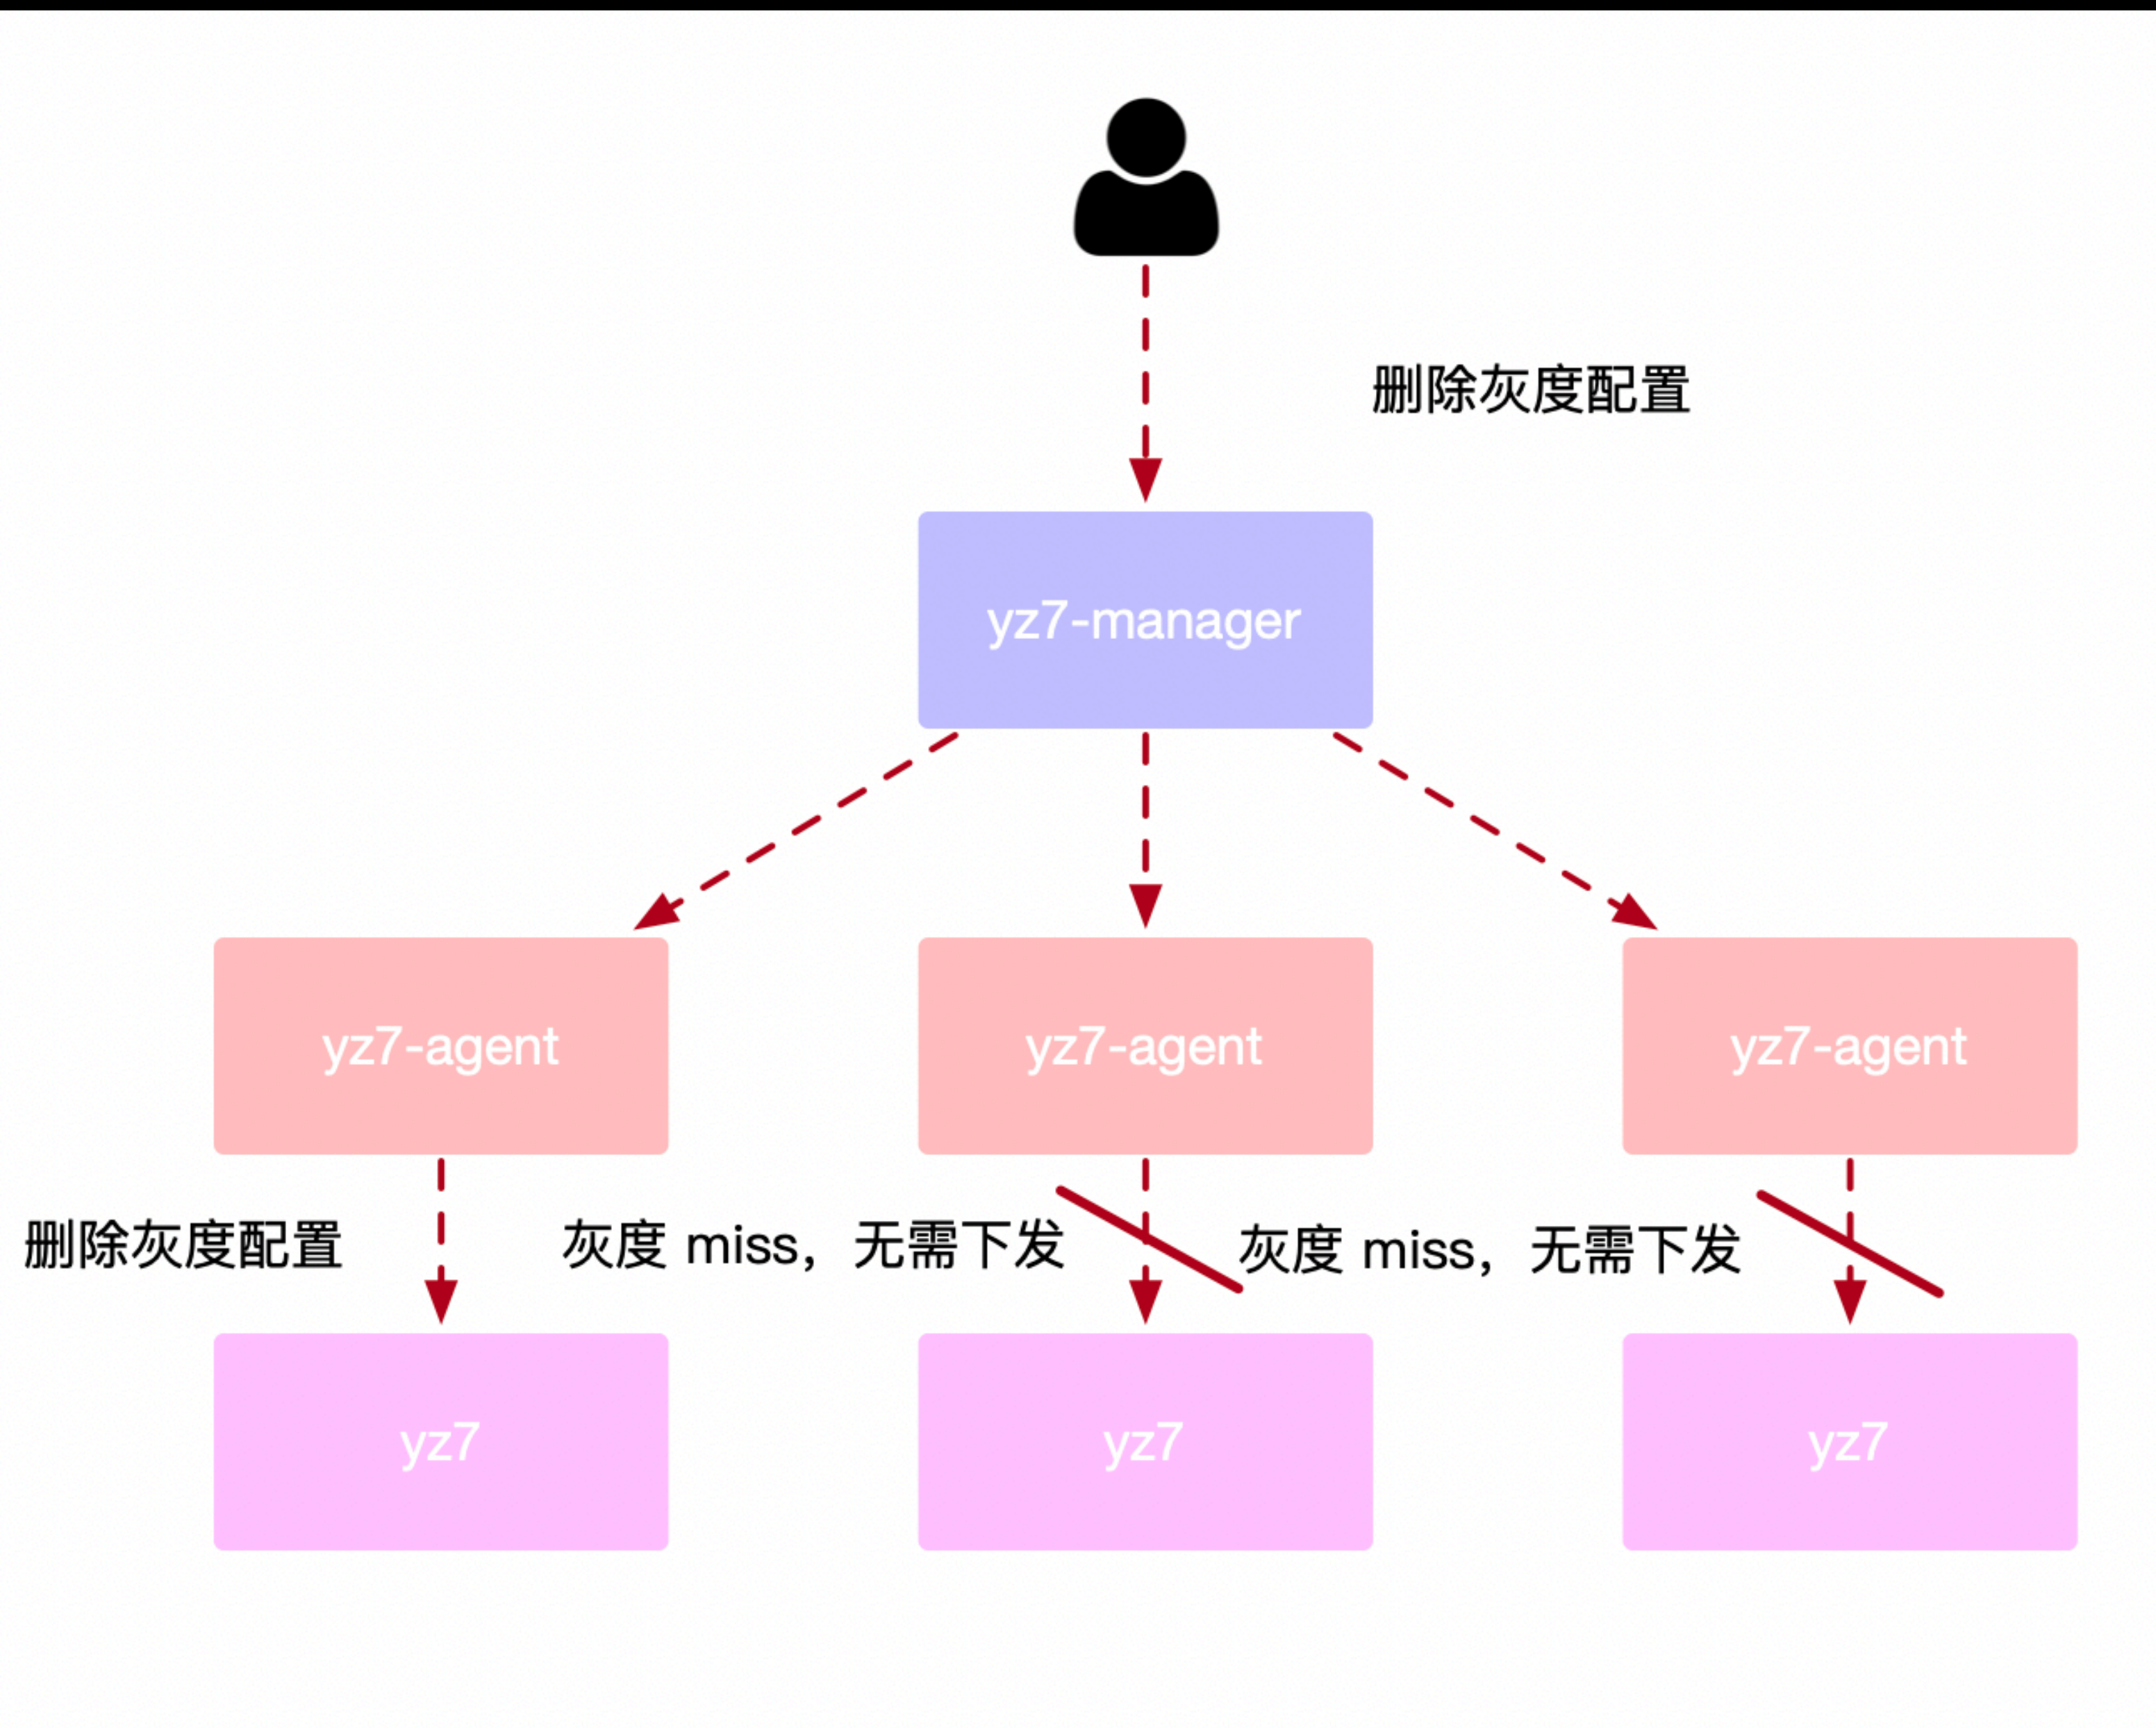 删除灰度配置
yz7-manager
yz7-agent
yz7-agent
yz7-agent
删除灰度配置
灰度 miss，无需下发
灰度 miss，无需下发
yz7
yz7
yz7